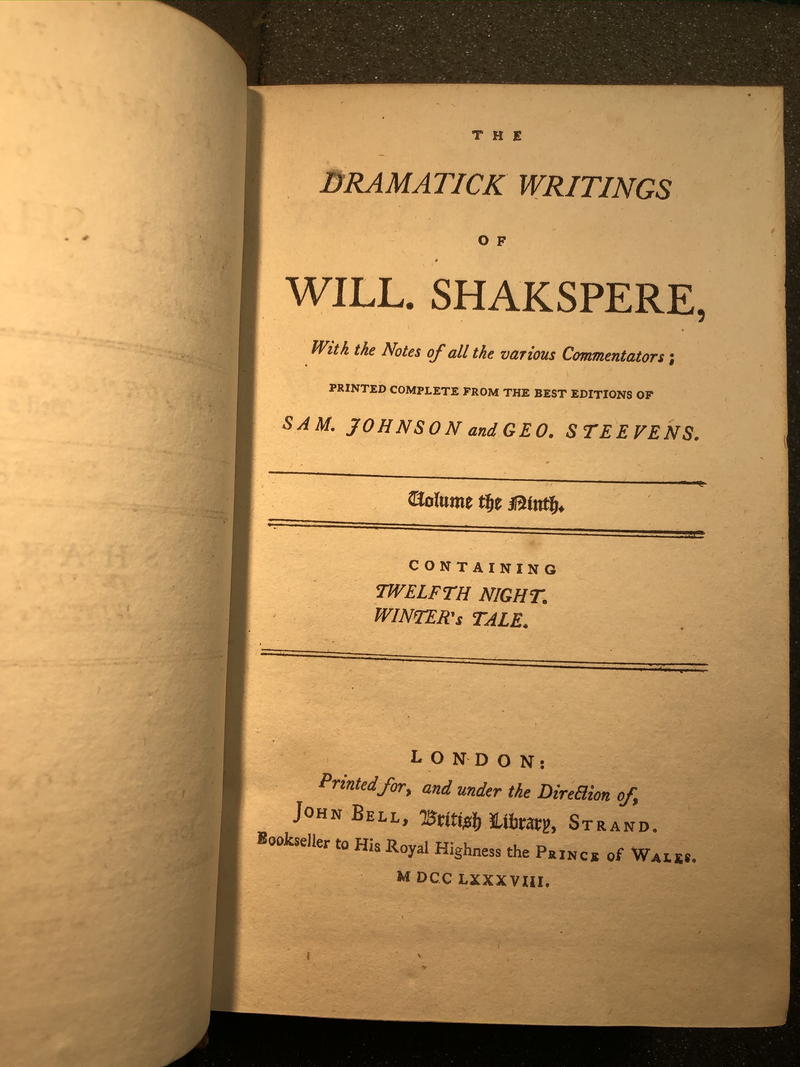 THE
DRAMATICK WRITINGS
OF
WILL. SHAKSPERE,
With the Notes of all the various Commentators;
PRINTED COMPLETE FROM THE BEST EDITIONS OF
SAM. JOHNSON and GEO. STEEVENS.
Volume the Ninth.
CONTAINING
TWELFTH NIGHT.
WINTER's TALE.
LONDON:
Printed for, and under the Direction of,
JOHN BELL, British Library, STRAND.
Bookseller to His Royal Highness the PRINCE of WALES.
M DCC LXXXVIII.